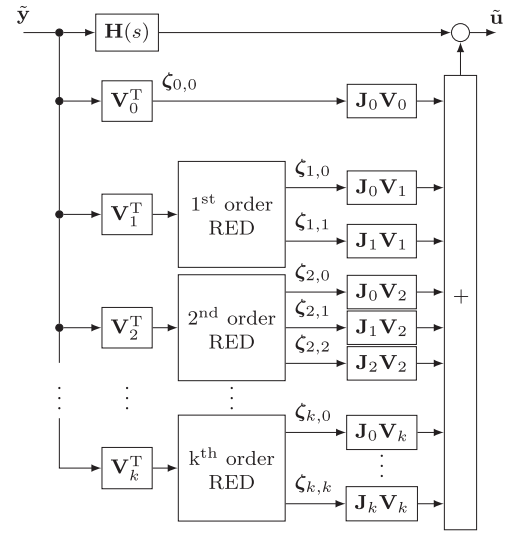 ỹ
H(s)
ũ
V₀ᵀ
ζ₀,₀
J₀V₀
V₁ᵀ
1ˢᵗ order
RED
ζ₁,₀
J₀V₁
ζ₁,₁
J₁V₁
V₂ᵀ
2ⁿᵈ order
RED
ζ₂,₀
J₀V₂
ζ₂,₁
J₁V₂
ζ₂,₂
J₂V₂
+
Vₖᵀ
kᵗʰ order
RED
ζₖ,₀
J₀Vₖ
ζₖ,ₖ
JₖVₖ